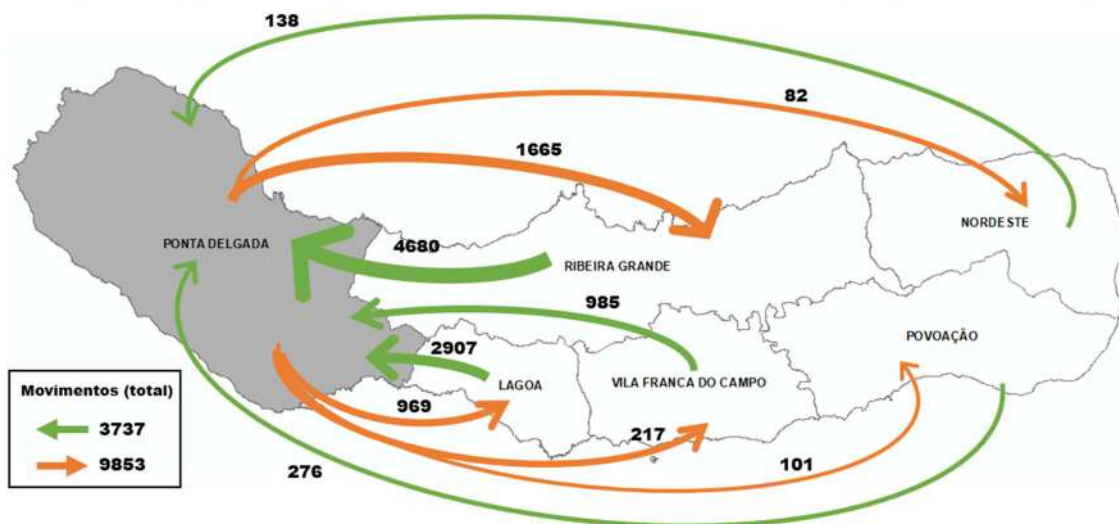 138
82
1665
NORDESTE
PONTA DELGADA
4680
RIBEIRA GRANDE
985
POVOAÇÃO
2907
LAGOA
VILA FRANCA DO CAMPO
969
217
101
276
Movimentos (total)
3737
9853